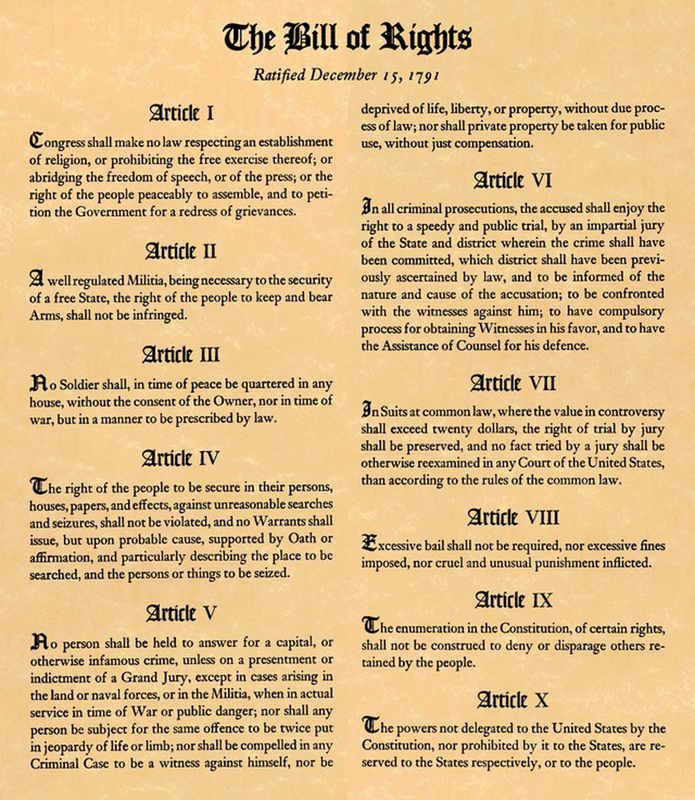 The Bill of Rights
Ratified December 15, 1791
Article I
Congress shall make no law respecting an establishment
of religion, or prohibiting the free exercise thereof; or
abridging the freedom of speech, or of the press; or the
right of the people peaceably to assemble, and to peti-
tion the Government for a redress of grievances.
Article II
A well regulated Militia, being necessary to the security
of a free State, the right of the people to keep and bear
Arms, shall not be infringed.
Article III
No Soldier shall, in time of peace be quartered in any
house, without the consent of the Owner, nor in time of
war, but in a manner to be prescribed by law.
Article IV
The right of the people to be secure in their persons,
houses, papers, and effects, against unreasonable searches
and seizures, shall not be violated, and no Warrants shall
issue, but upon probable cause, supported by Oath or
affirmation, and particularly describing the place to be
searched, and the persons or things to be seized.
Article V
No person shall be held to answer for a capital, or
otherwise infamous crime, unless on a presentment or
indictment of a Grand Jury, except in cases arising in
the land or naval forces, or in the Militia, when in actual
service in time of War or public danger; nor shall any
person be subject for the same offence to be twice put
in jeopardy of life or limb; nor shall be compelled in any
Criminal Case to be a witness against himself, nor be
deprived of life, liberty, or property, without due proc-
ess of law; nor shall private property be taken for public
use, without just compensation.
Article VI
In all criminal prosecutions, the accused shall enjoy the
right to a speedy and public trial, by an impartial jury
of the State and district wherein the crime shall have
been committed, which district shall have been previ-
ously ascertained by law, and to be informed of the
nature and cause of the accusation; to be confronted
with the witnesses against him; to have compulsory
process for obtaining Witnesses in his favor, and to have
the Assistance of Counsel for his defence.
Article VII
In Suits at common law, where the value in controversy
shall exceed twenty dollars, the right of trial by jury
shall be preserved, and no fact tried by a jury shall be
otherwise reexamined in any Court of the United States,
than according to the rules of the common law.
Article VIII
Excessive bail shall not be required, nor excessive fines
imposed, nor cruel and unusual punishment inflicted.
Article IX
The enumeration in the Constitution, of certain rights,
shall not be construed to deny or disparage others re-
tained by the people.
Article X
The powers not delegated to the United States by the
Constitution, nor prohibited by it to the States, are re-
served to the States respectively, or to the people.